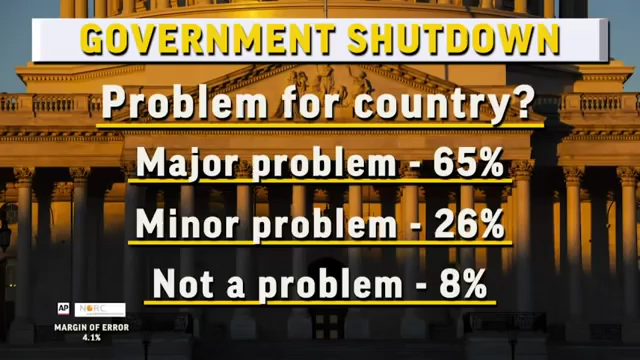 GOVERNMENT SHUTDOWN
Problem for country?
Major problem - 65%
Minor problem - 26%
Not a problem - 8%
AP NORC
MARGIN OF ERROR
4.1%